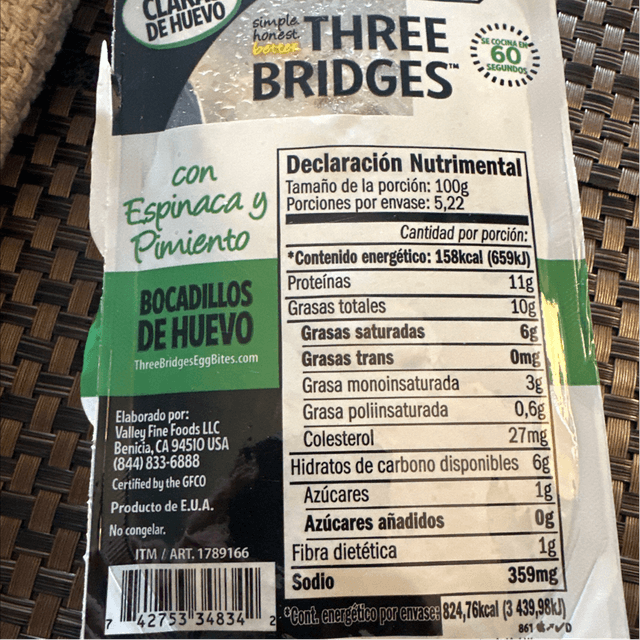 CLARA
DE HUEVO
simple.
honest.
better.
THREE
BRIDGES™
SE COCINA EN
60
SEGUNDOS
con
Espinaca y
Pimiento
BOCADILLOS
DE HUEVO
ThreeBridgesEggBites.com
Elaborado por:
Valley Fine Foods LLC
Benicia, CA 94510 USA
(844) 833-6888
Certified by the GFCO
Producto de E.U.A.
No congelar.
ITM / ART. 1789166
7 42753 34834 2
Declaración Nutrimental
Tamaño de la porción: 100g
Porciones por envase: 5,22
Cantidad por porción:
*Contenido energético: 158kcal (659kJ)
Proteínas 11g
Grasas totales 10g
Grasas saturadas 6g
Grasas trans 0mg
Grasa monoinsaturada 3g
Grasa poliinsaturada 0,6g
Colesterol 27mg
Hidratos de carbono disponibles 6g
Azúcares 1g
Azúcares añadidos 0g
Fibra dietética 1g
Sodio 359mg
*Cont. energético por envase: 824,76kcal (3 439,98kJ)